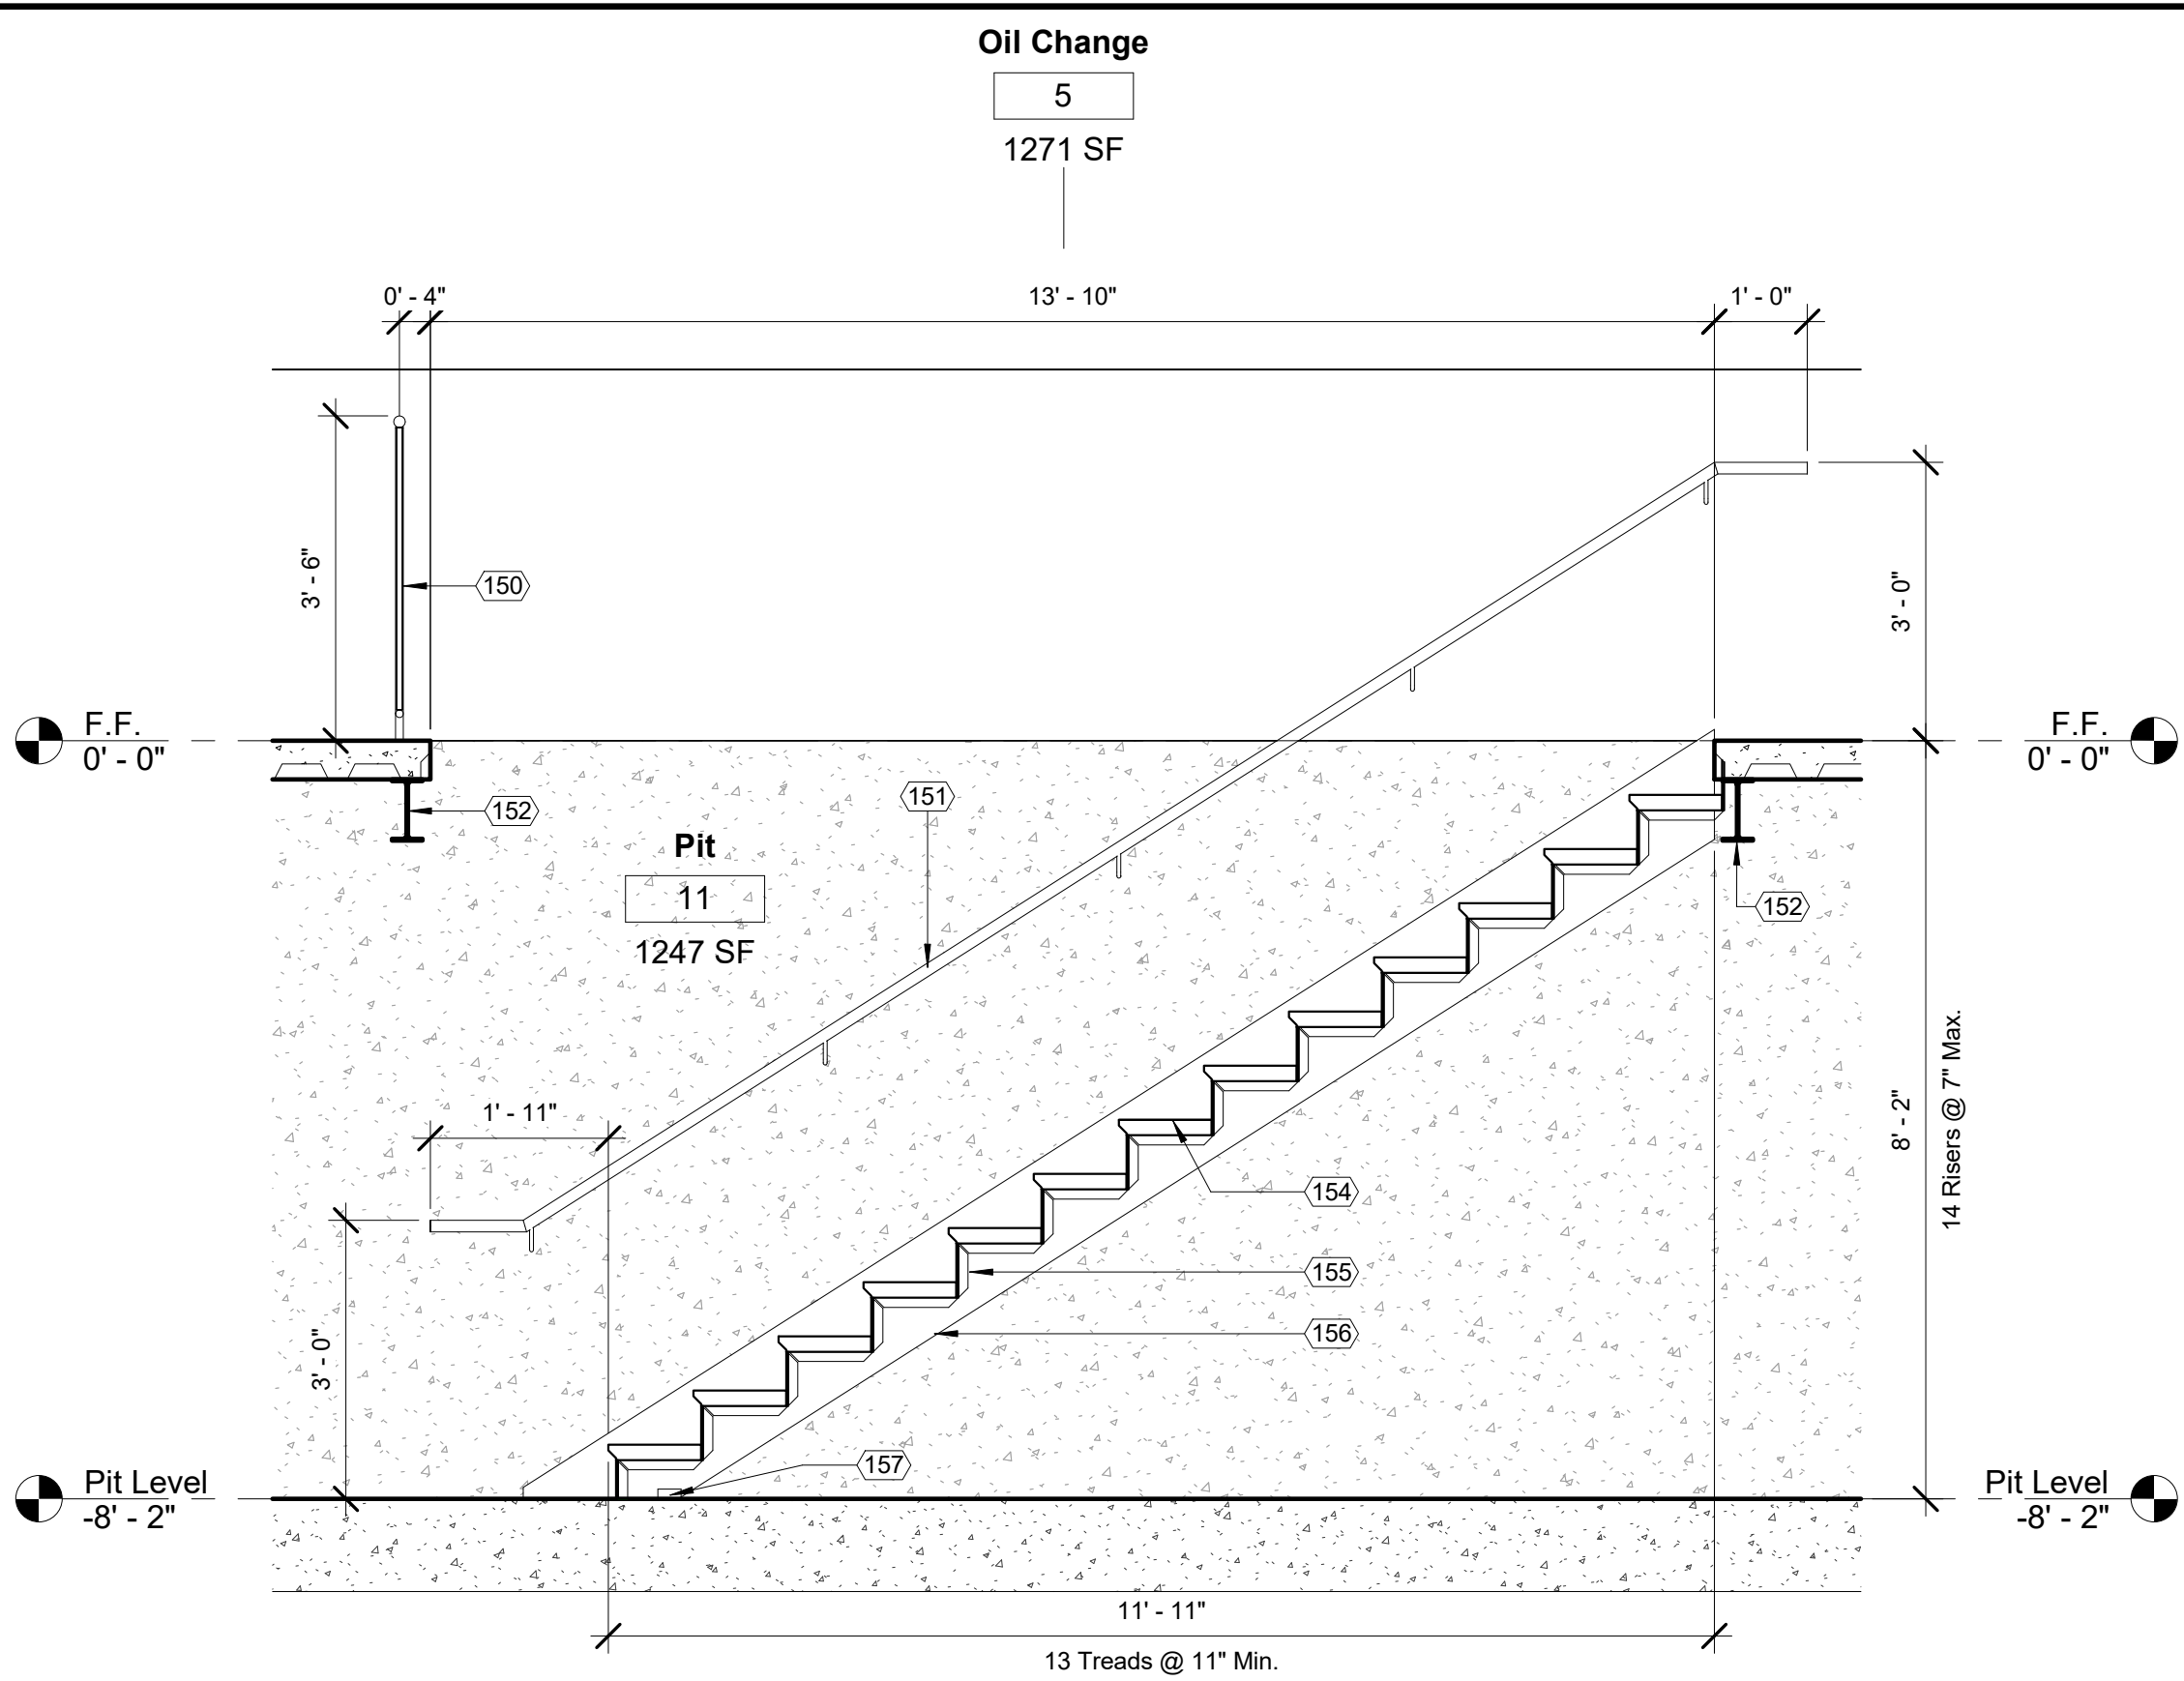 Oil Change
5
1271 SF
0' - 4"
13' - 10"
1' - 0"
3' - 6"
150
3' - 0"
F.F.
0' - 0"
F.F.
0' - 0"
152
151
Pit
11
1247 SF
152
1' - 11"
154
155
156
8' - 2"
14 Risers @ 7" Max.
3' - 0"
157
Pit Level
-8' - 2"
Pit Level
-8' - 2"
11' - 11"
13 Treads @ 11" Min.